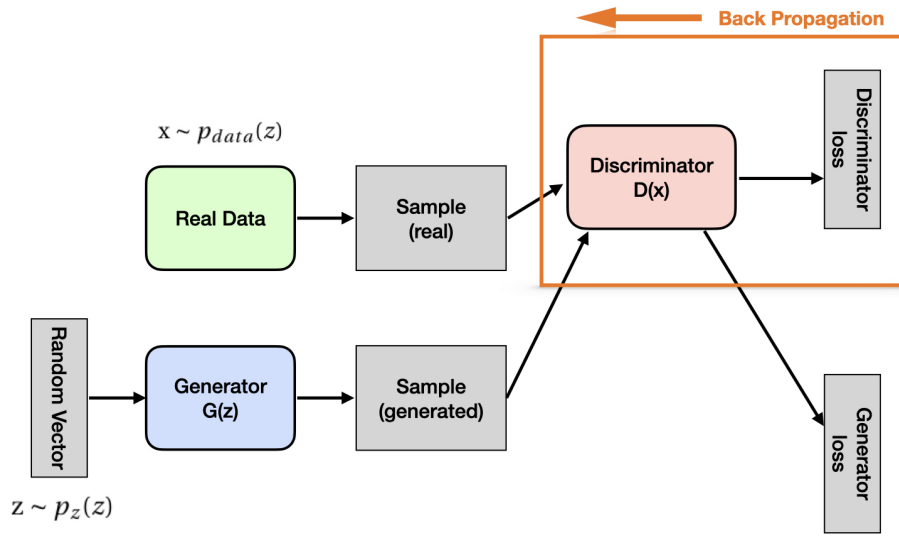 Back Propagation
x ~ p_data(z)
Real Data
Sample
(real)
Discriminator
D(x)
Discriminator
loss
Random Vector
Generator
G(z)
Sample
(generated)
Generator
loss
z ~ p_z(z)